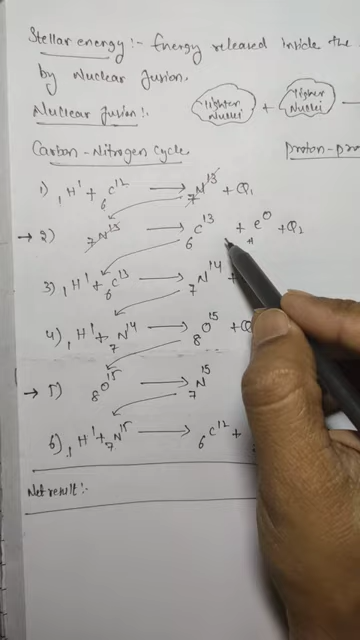 Stellar energy :- Energy released inside the
by Nuclear fusion.
Nuclear fusion :- Lighter Nuclei + Lighter Nuclei —
Carbon - Nitrogen Cycle Proton - pro
1) ₁H¹ + ₆C¹² → ₇N¹³ + Q₁
→ 2) ₇N¹³ → ₆C¹³ + e⁰ + Q₂
3) ₁H¹ + ₆C¹³ → ₇N¹⁴ +
4) ₁H¹ + ₇N¹⁴ → ₈O¹⁵ + Q
→ 5) ₈O¹⁵ → ₇N¹⁵
6) ₁H¹ + ₇N¹⁵ → ₆C¹² +
Net result :-